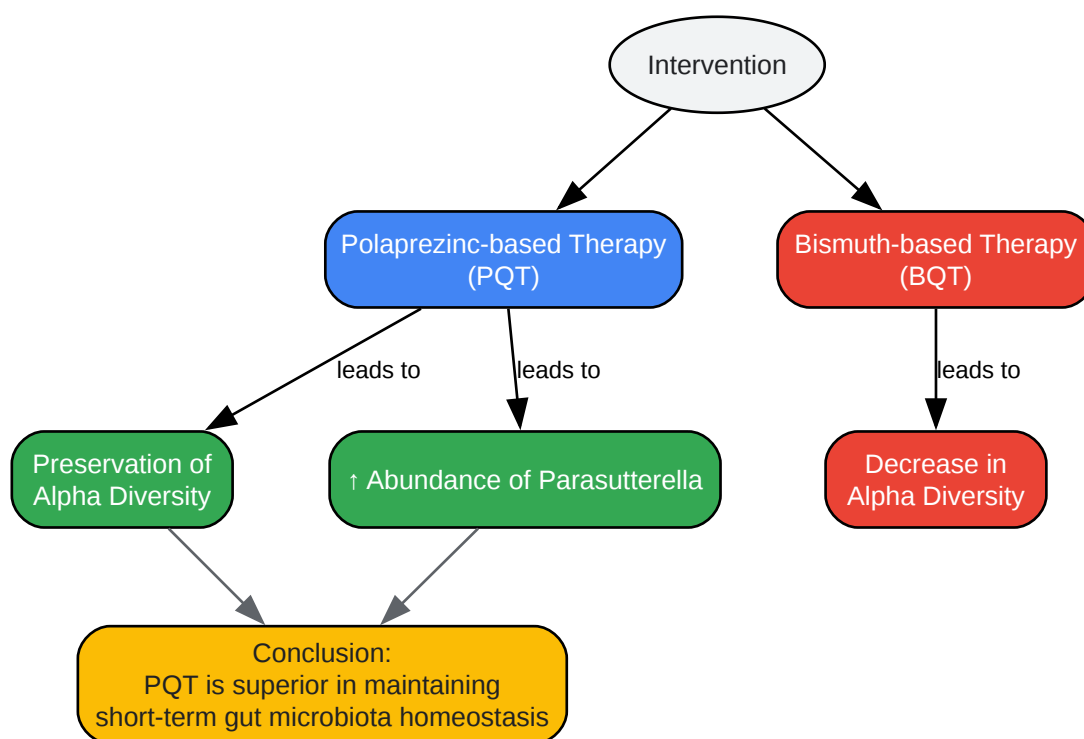 Intervention
Polaprezinc-based Therapy
(PQT)
Bismuth-based Therapy
(BQT)
leads to
leads to
leads to
Preservation of
Alpha Diversity
↑ Abundance of Parasutterella
Decrease in
Alpha Diversity
Conclusion:
PQT is superior in maintaining
short-term gut microbiota homeostasis